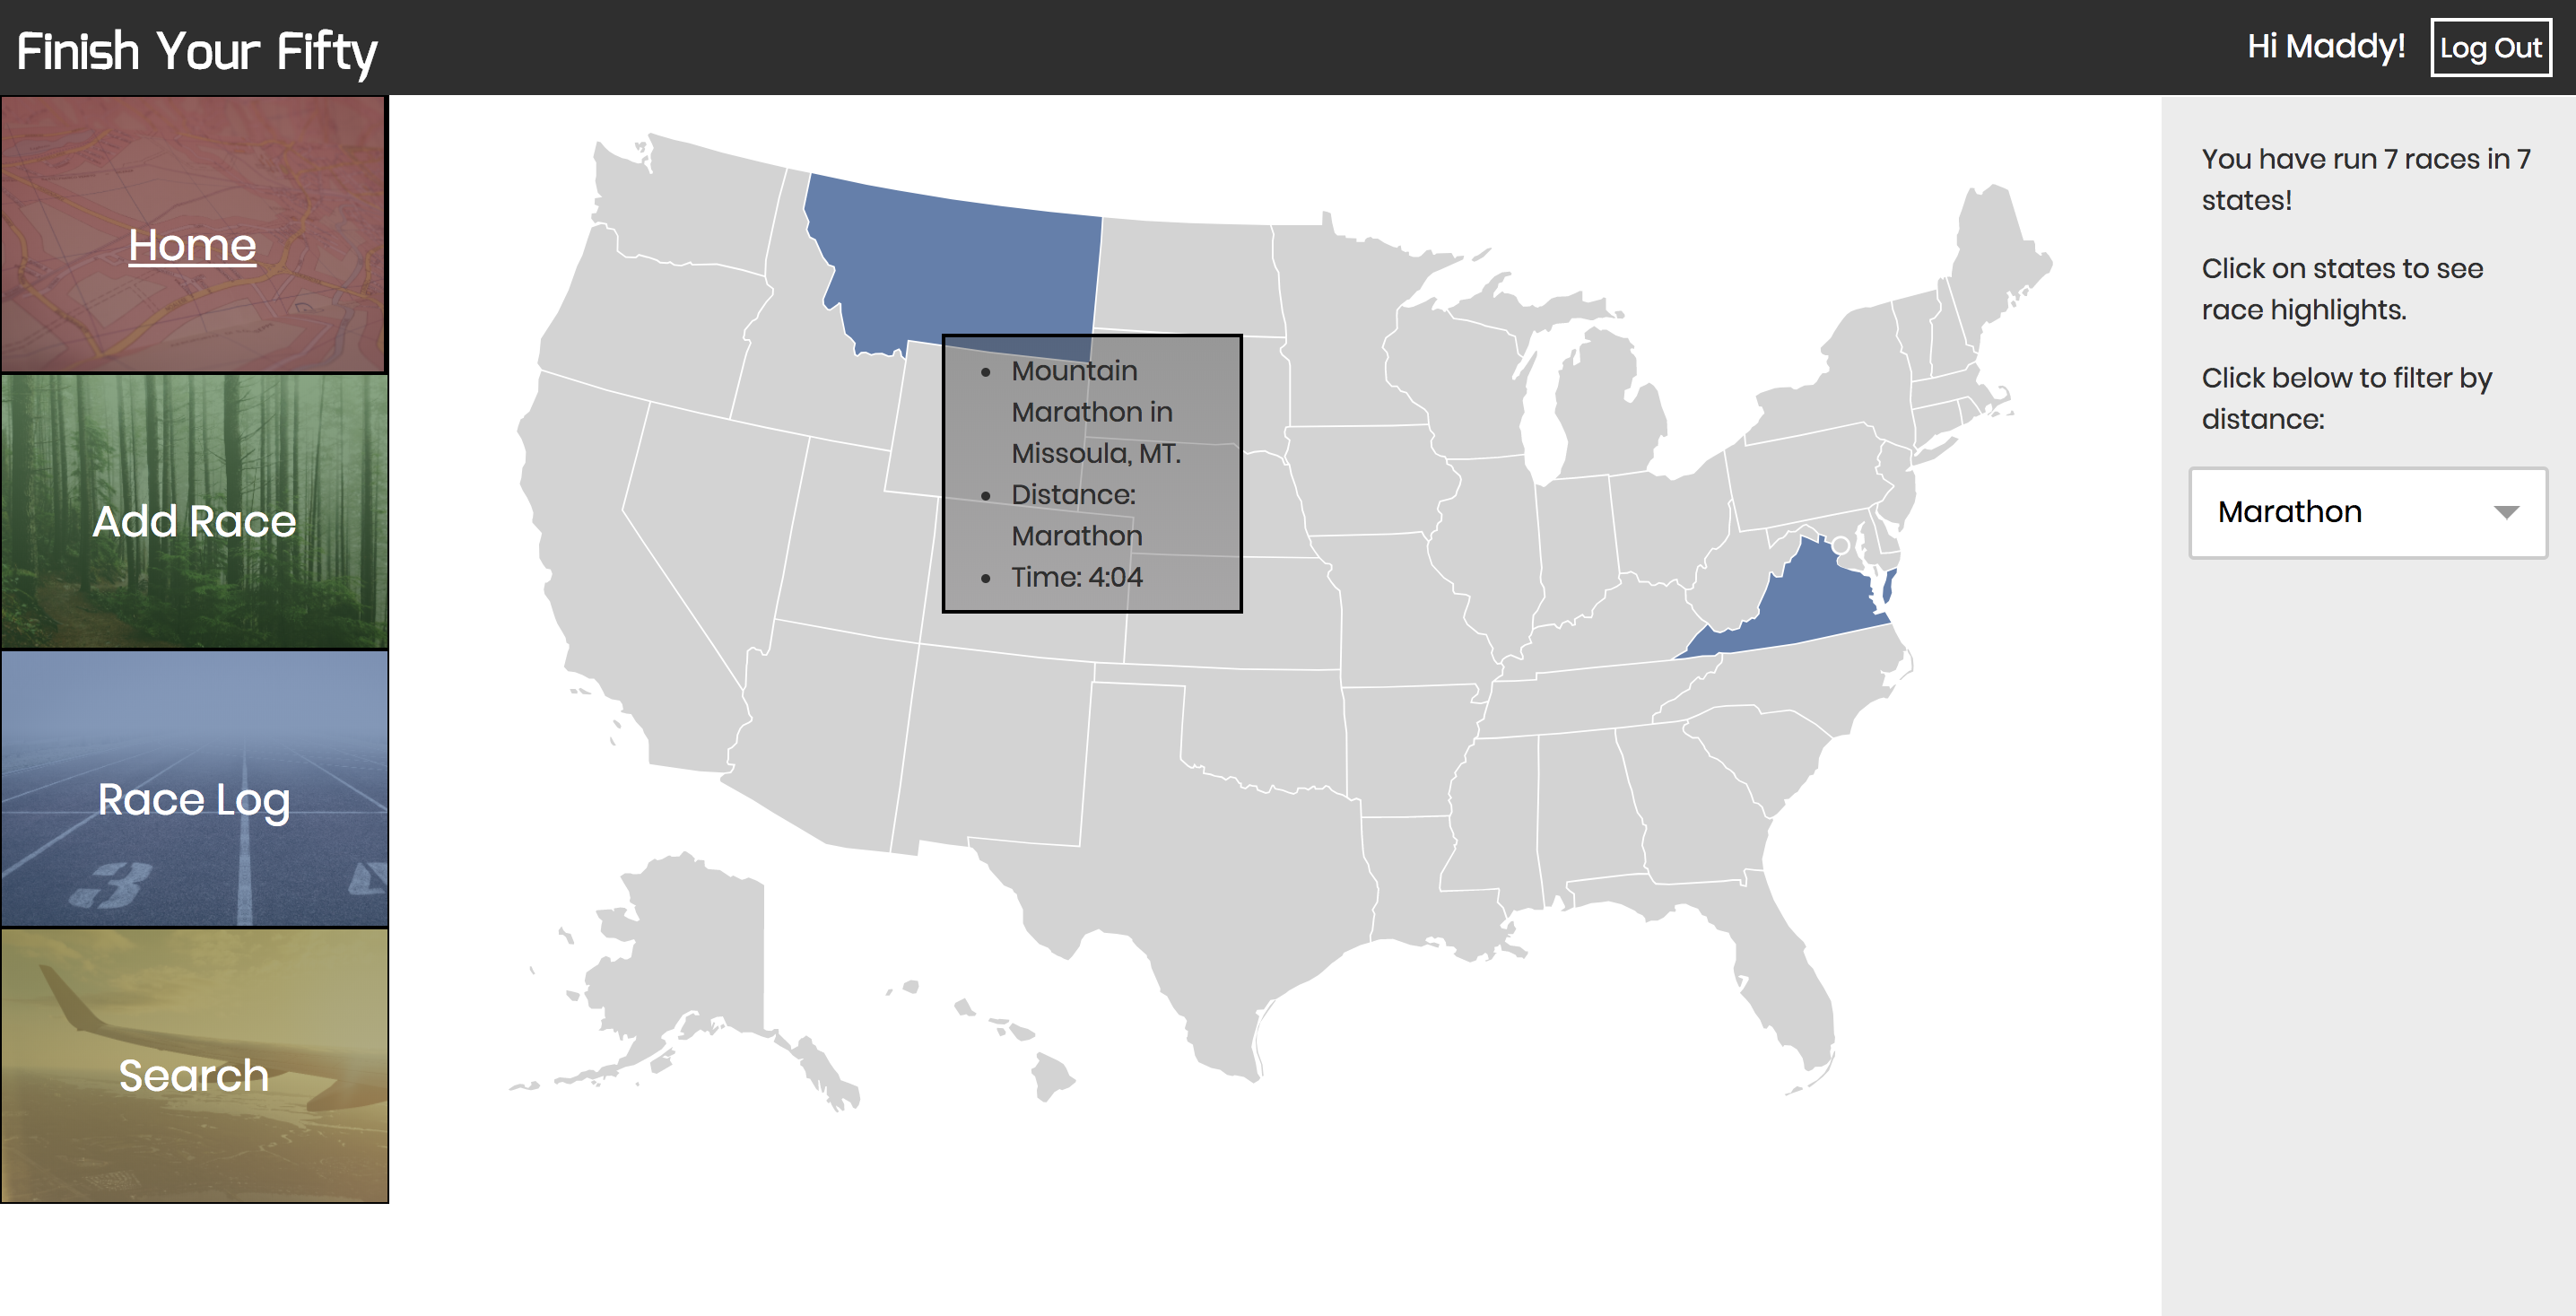 Finish Your Fifty
Hi Maddy!
Log Out
Home
Add Race
Race Log
3
Search
Mountain
Marathon in
Missoula, MT.
Distance:
Marathon
Time: 4:04
You have run 7 races in 7
states!
Click on states to see
race highlights.
Click below to filter by
distance:
Marathon